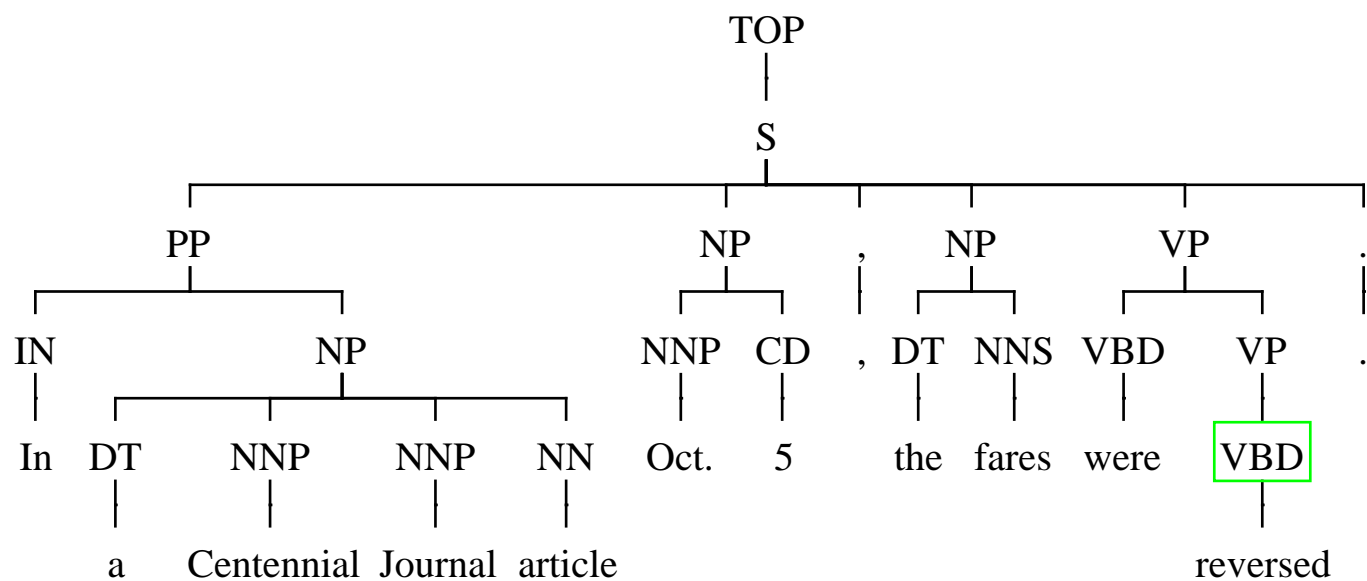 TOP
S
PP NP , NP VP .
IN NP NNP CD , DT NNS VBD VP .
In DT NNP NNP NN Oct. 5 the fares were VBD
a Centennial Journal article reversed